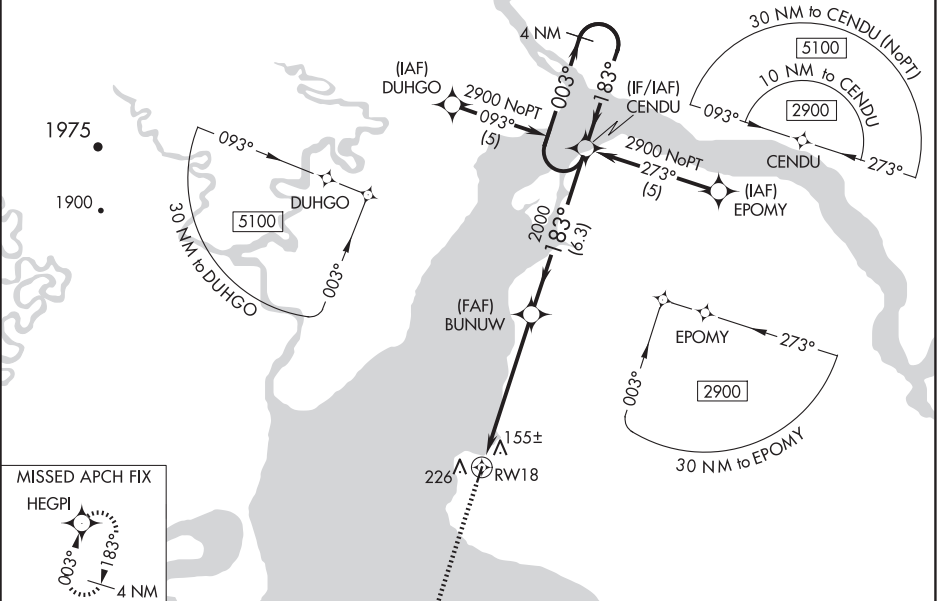 30 NM to CENDU (NoPT)
5100
10 NM to CENDU
2900
093°
CENDU
273°
4 NM
003°
183°
(IAF)
DUHGO
2900 NoPT
093°
(5)
(IF/IAF)
CENDU
2900 NoPT
273°
(5)
(IAF)
EPOMY
1975
1900
093°
DUHGO
5100
003°
30 NM to DUHGO
2000
183°
(6.3)
(FAF)
BUNUW
EPOMY
273°
003°
2900
30 NM to EPOMY
155±
226
RW18
MISSED APCH FIX
HEGPI
003°
183°
4 NM